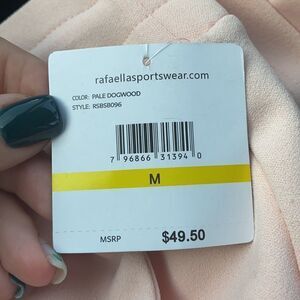 rafaellasportswear.com
COLOR: PALE DOGWOOD
STYLE: RSBSB096
7 96866 31394 0
M
MSRP $49.50